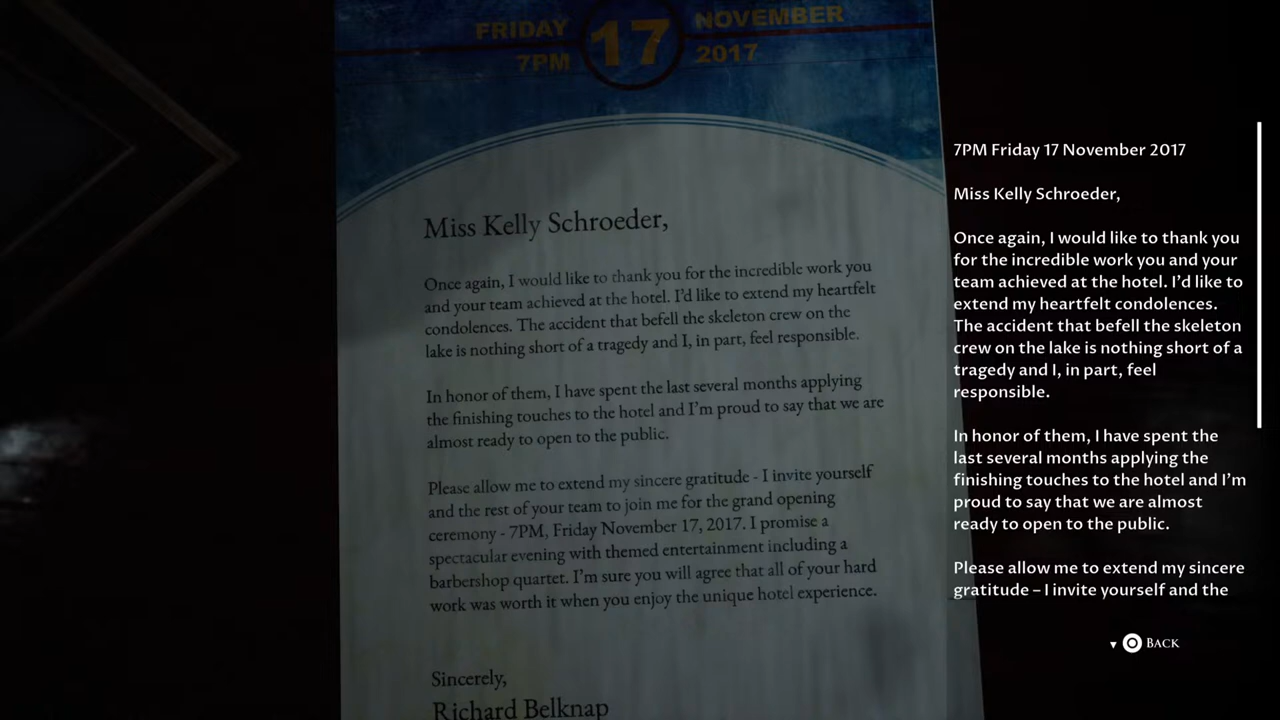 FRIDAY 17 NOVEMBER
7PM 2017
Miss Kelly Schroeder,
Once again, I would like to thank you for the incredible work you
and your team achieved at the hotel. I'd like to extend my heartfelt
condolences. The accident that befell the skeleton crew on the
lake is nothing short of a tragedy and I, in part, feel responsible.
In honor of them, I have spent the last several months applying
the finishing touches to the hotel and I'm proud to say that we are
almost ready to open to the public.
Please allow me to extend my sincere gratitude - I invite yourself
and the rest of your team to join me for the grand opening
ceremony - 7PM, Friday November 17, 2017. I promise a
spectacular evening with themed entertainment including a
barbershop quartet. I'm sure you will agree that all of your hard
work was worth it when you enjoy the unique hotel experience.
Sincerely,
Richard Belknap
7PM Friday 17 November 2017
Miss Kelly Schroeder,
Once again, I would like to thank you
for the incredible work you and your
team achieved at the hotel. I'd like to
extend my heartfelt condolences.
The accident that befell the skeleton
crew on the lake is nothing short of a
tragedy and I, in part, feel
responsible.
In honor of them, I have spent the
last several months applying the
finishing touches to the hotel and I'm
proud to say that we are almost
ready to open to the public.
Please allow me to extend my sincere
gratitude – I invite yourself and the
BACK